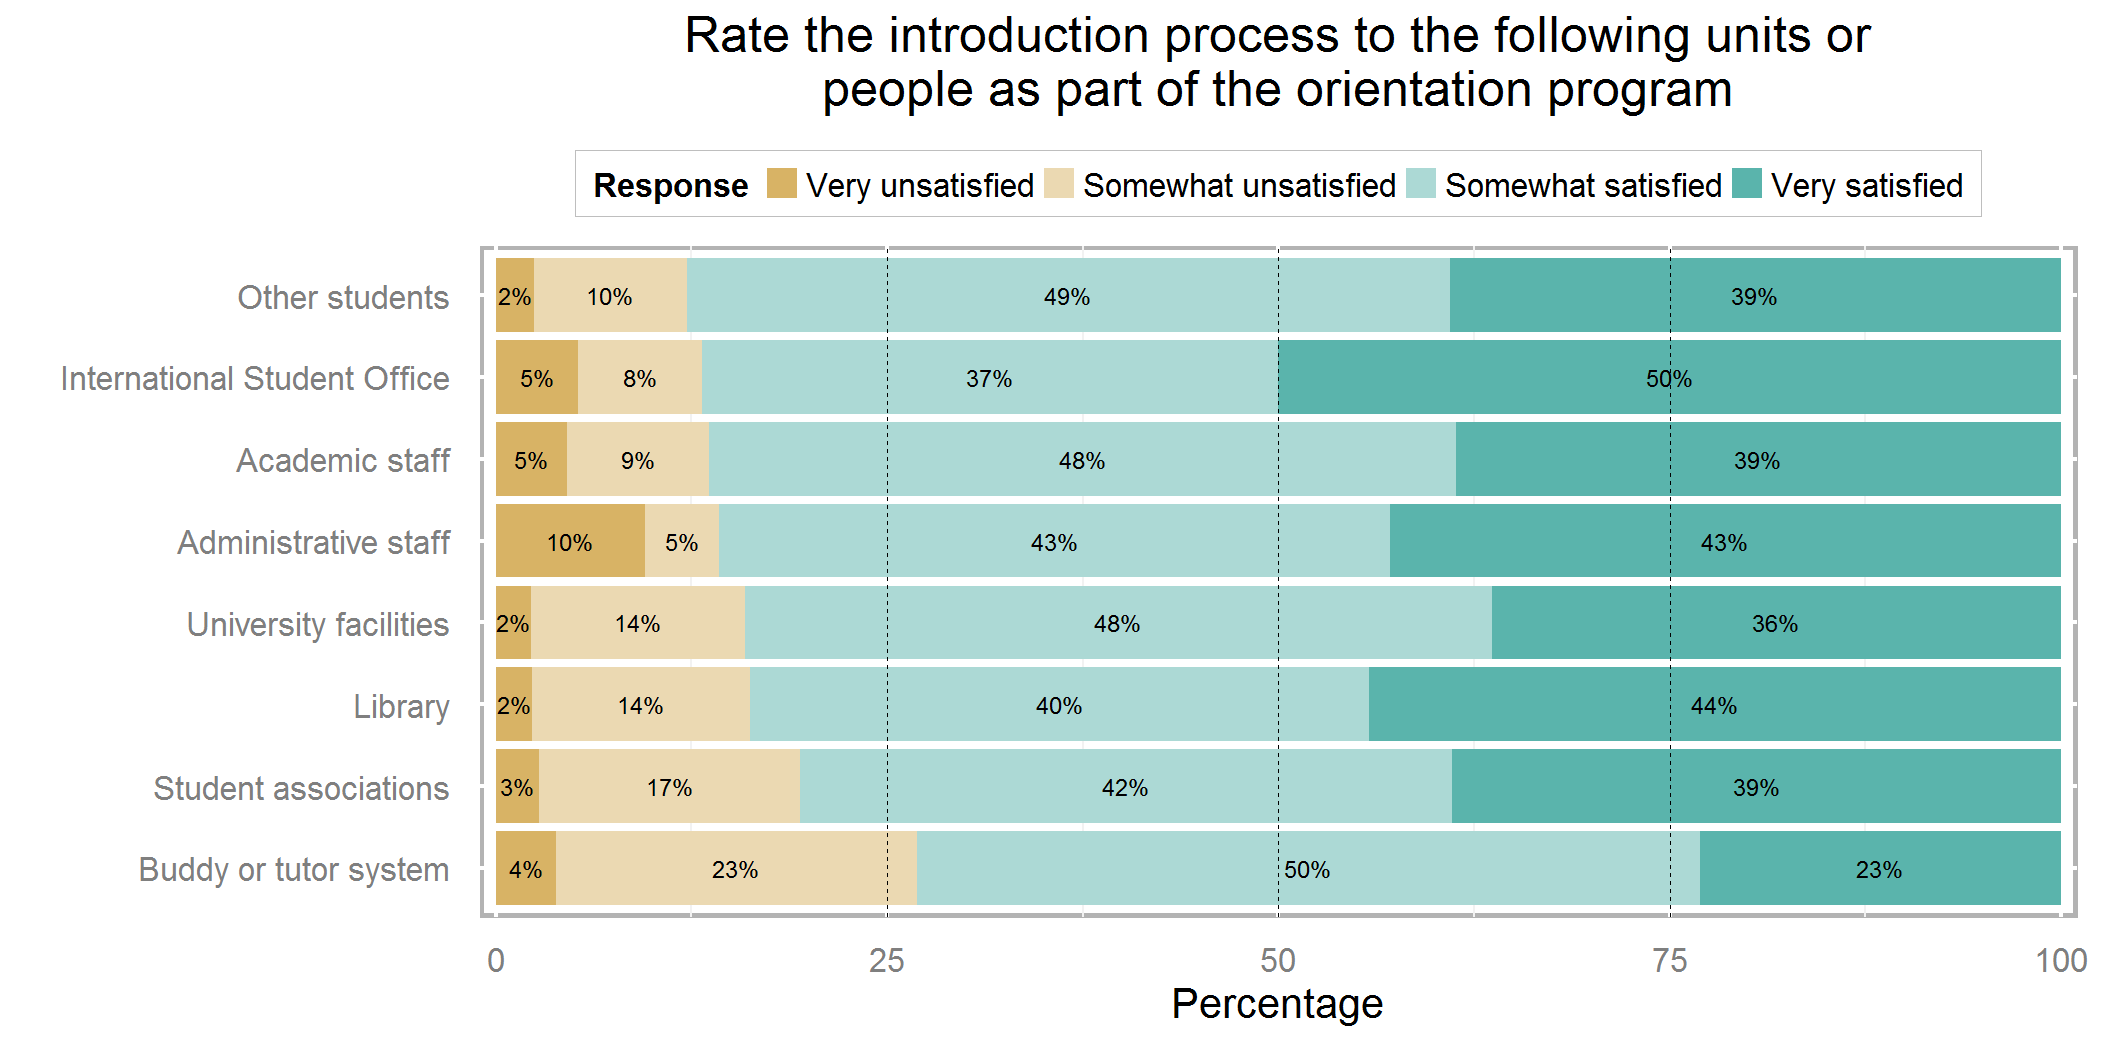 Rate the introduction process to the following units or
people as part of the orientation program
Response Very unsatisfied Somewhat unsatisfied Somewhat satisfied Very satisfied
Other students 2% 10% 49% 39%
International Student Office 5% 8% 37% 50%
Academic staff 5% 9% 48% 39%
Administrative staff 10% 5% 43% 43%
University facilities 2% 14% 48% 36%
Library 2% 14% 40% 44%
Student associations 3% 17% 42% 39%
Buddy or tutor system 4% 23% 50% 23%
0 25 50 75 100
Percentage